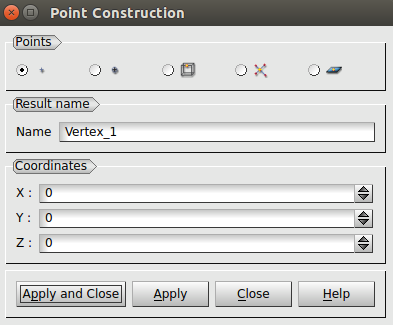 Point Construction
Points
Result name
Name Vertex_1
Coordinates
X : 0
Y : 0
Z : 0
Apply and Close Apply Close Help